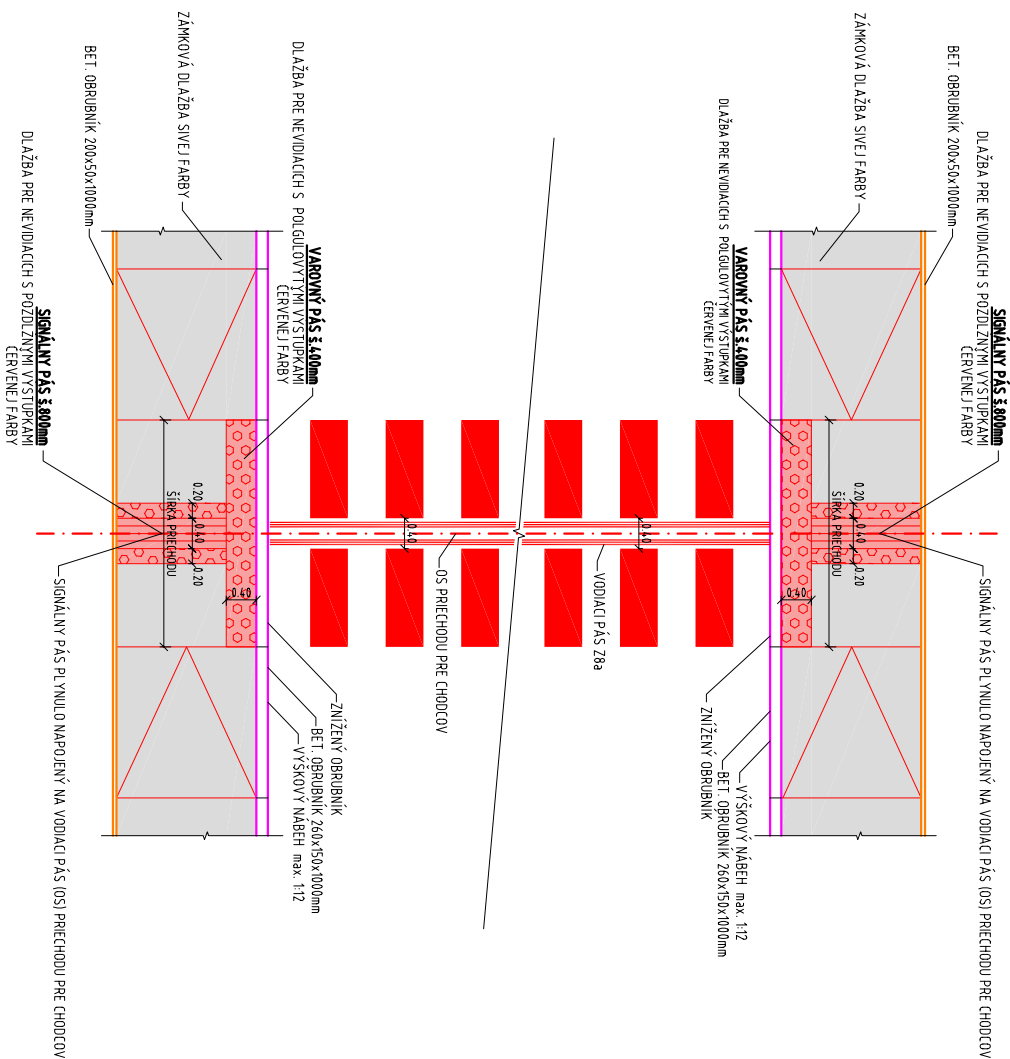 SIGNÁLNY PÁS š.800mm
DLAŽBA PRE NEVIDIACICH S POZDĹŽNYMI VÝSTUPKAMI
ČERVENEJ FARBY
BET. OBRUBNÍK 200x50x1000mm
ZÁMKOVÁ DLAŽBA SIVEJ FARBY
VAROVNÝ PÁS š.400mm
DLAŽBA PRE NEVIDIACICH S POLGUĽOVÝTÝMI VÝSTUPKAMI
ČERVENEJ FARBY
0.20
0.40
0.20
ŠÍRKA PRIECHODU
0.40
SIGNÁLNY PÁS PLYNULO NAPOJENÝ NA VODIACI PÁS (OS) PRIECHODU PRE CHODCOV
VÝŠKOVÝ NÁBEH max. 1:12
BET. OBRUBNÍK 260x150x1000mm
ZNÍŽENÝ OBRUBNÍK
0.40
VODIACI PÁS Z8a
OS PRIECHODU PRE CHODCOV
0.40
VAROVNÝ PÁS š.400mm
DLAŽBA PRE NEVIDIACICH S POLGUĽOVÝTÝMI VÝSTUPKAMI
ČERVENEJ FARBY
ZNÍŽENÝ OBRUBNÍK
BET. OBRUBNÍK 260x150x1000mm
VÝŠKOVÝ NÁBEH max. 1:12
0.40
0.20
0.40
0.20
ŠÍRKA PRIECHODU
ZÁMKOVÁ DLAŽBA SIVEJ FARBY
BET. OBRUBNÍK 200x50x1000mm
SIGNÁLNY PÁS š.800mm
DLAŽBA PRE NEVIDIACICH S POZDĹŽNYMI VÝSTUPKAMI
ČERVENEJ FARBY
SIGNÁLNY PÁS PLYNULO NAPOJENÝ NA VODIACI PÁS (OS) PRIECHODU PRE CHODCOV